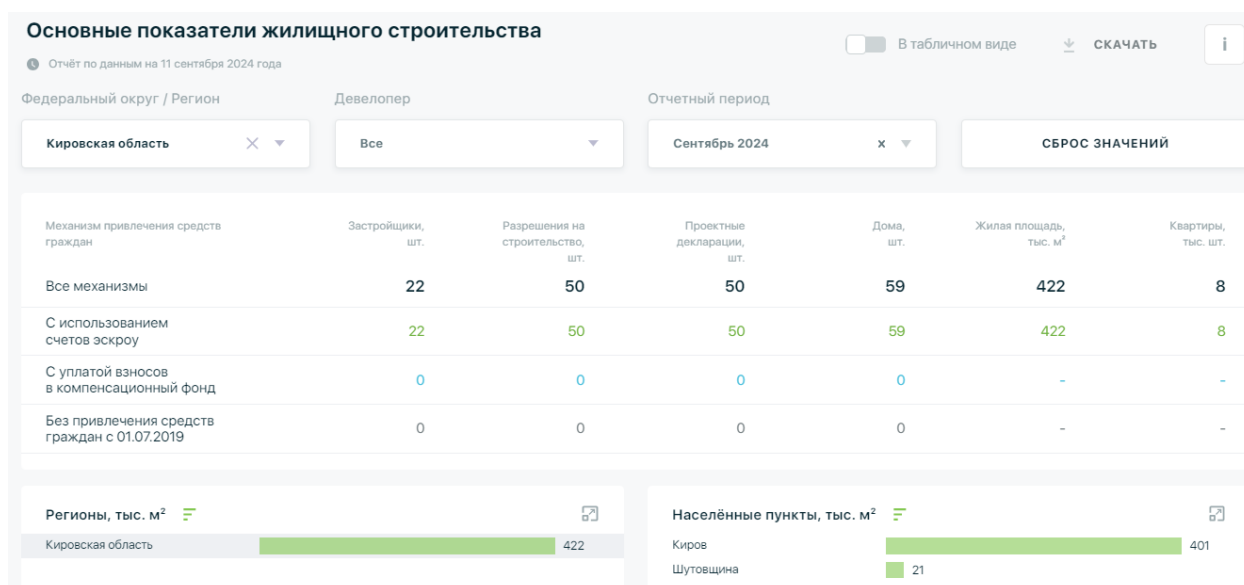 Основные показатели жилищного строительства
В табличном виде
СКАЧАТЬ
i
Отчёт по данным на 11 сентября 2024 года
Федеральный округ / Регион
Девелопер
Отчетный период
Кировская область
Все
Сентябрь 2024
x
СБРОС ЗНАЧЕНИЙ
Механизм привлечения средств
граждан
Застройщики,
шт.
Разрешения на
строительство,
шт.
Проектные
декларации,
шт.
Дома,
шт.
Жилая площадь,
тыс. м²
Квартиры,
тыс. шт.
Все механизмы 22 50 50 59 422 8
С использованием
счетов эскроу
22 50 50 59 422 8
С уплатой взносов
в компенсационный фонд
0 0 0 0 - -
Без привлечения средств
граждан с 01.07.2019
0 0 0 0 - -
Регионы, тыс. м²
Кировская область 422
Населённые пункты, тыс. м²
Киров 401
Шутовщина 21